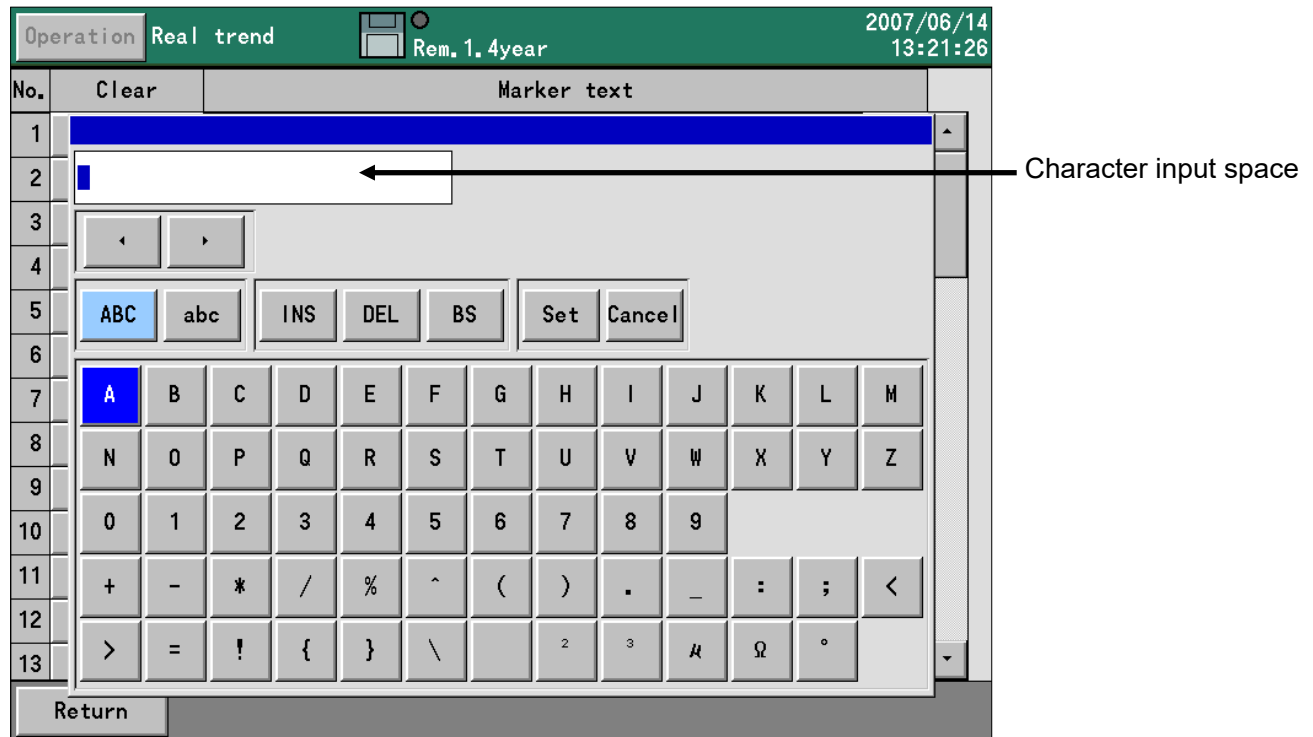 Operation Real trend Rem.1.4year 2007/06/14
13:21:26
No. Clear Marker text
1
2
Character input space
3
4
5
ABC abc INS DEL BS Set Cancel
6
7
A B C D E F G H I J K L M
8
N O P Q R S T U V W X Y Z
9
10
0 1 2 3 4 5 6 7 8 9
11
+ - * / % ^ ( ) . _ : ; <
12
13
> = ! { } \ ² ³ μ Ω °
Return